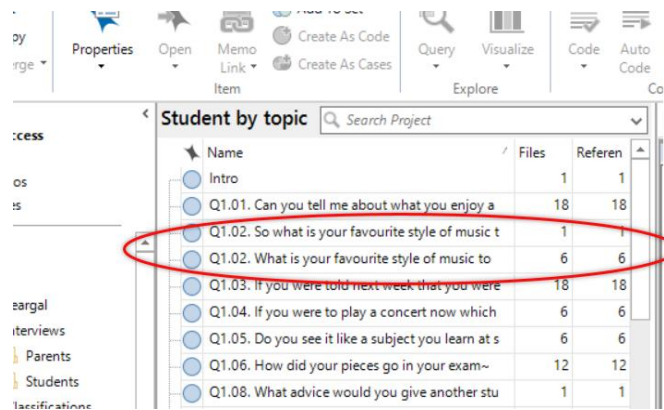 Add To Set
py
Properties
Open
Memo
Link
Create As Code
Create As Cases
Query
Visualize
Code
Auto
Code
rge
Item
Explore
Co
ccess
Student by topic
Search Project
Name Files Referen
Intro 1 1
os
es
Q1.01. Can you tell me about what you enjoy a 18 18
Q1.02. So what is your favourite style of music t 1 1
Q1.02. What is your favourite style of music to 6 6
Q1.03. If you were told next week that you were 18 18
eargal
Q1.04. If you were to play a concert now which 6 6
nterviews
Q1.05. Do you see it like a subject you learn at s 6 6
Parents
Q1.06. How did your pieces go in your exam~ 12 12
Students
Q1.08. What advice would you give another stu 1 1
lassifications